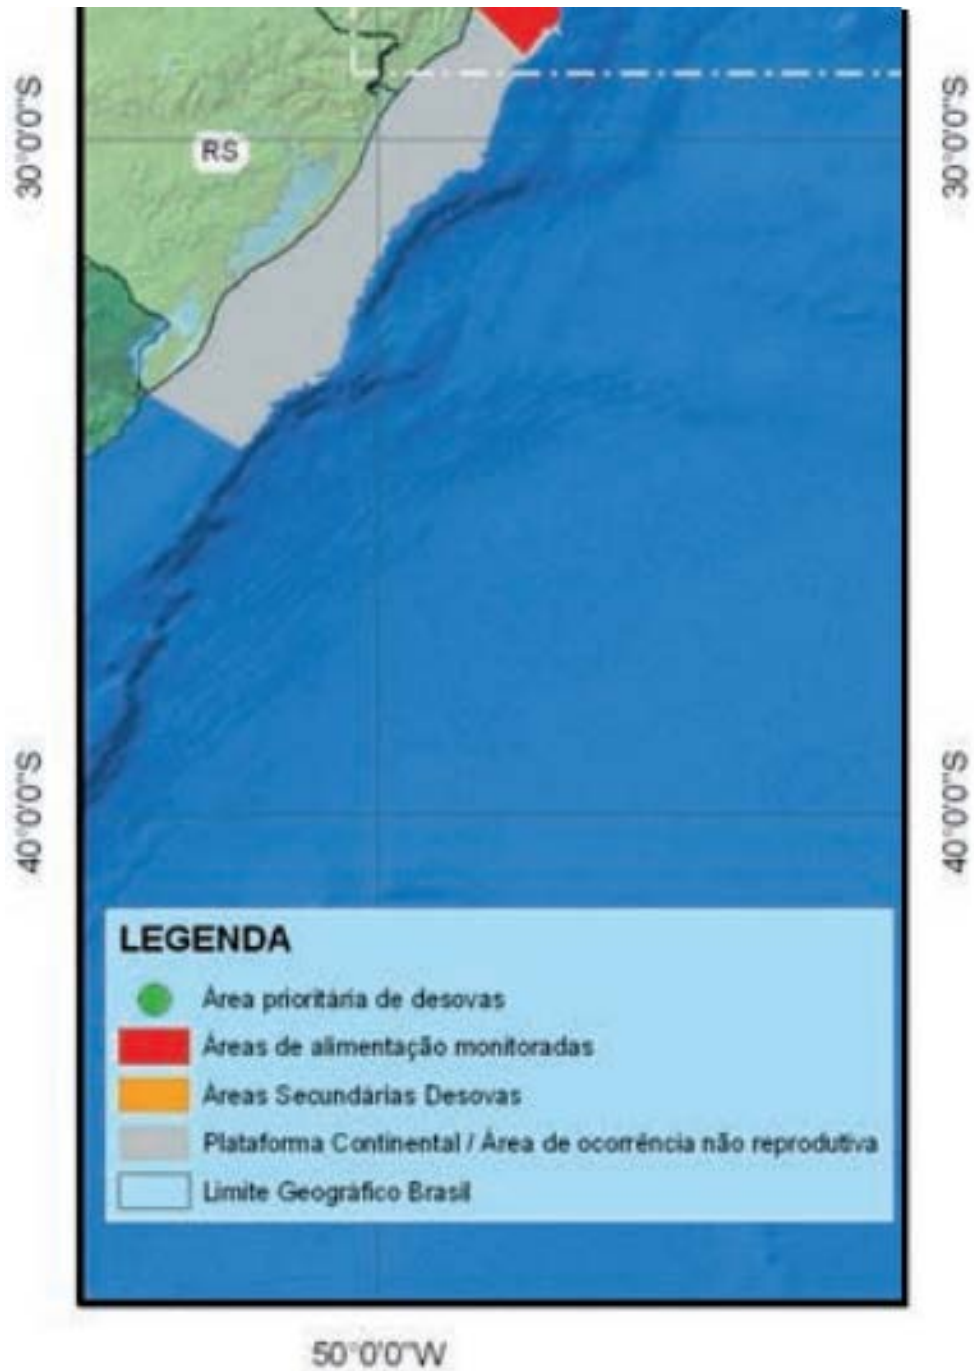 30°0'0"S
30°0'0"S
RS
40°0'0"S
40°0'0"S
LEGENDA
Área prioritária de desovas
Áreas de alimentação monitoradas
Áreas Secundárias Desovas
Plataforma Continental / Área de ocorrência não reprodutiva
Limite Geográfico Brasil
50°0'0"W